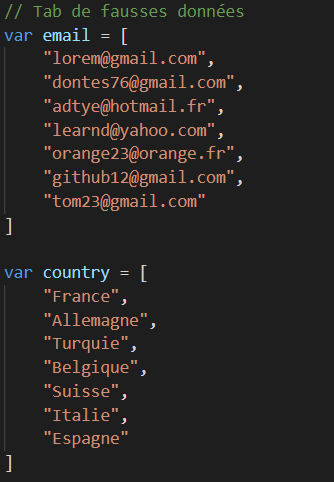 // Tab de fausses données
var email = [
"lorem@gmail.com",
"dontes76@gmail.com",
"adtye@hotmail.fr",
"learnd@yahoo.com",
"orange23@orange.fr",
"github12@gmail.com",
"tom23@gmail.com"
]
var country = [
"France",
"Allemagne",
"Turquie",
"Belgique",
"Suisse",
"Italie",
"Espagne"
]